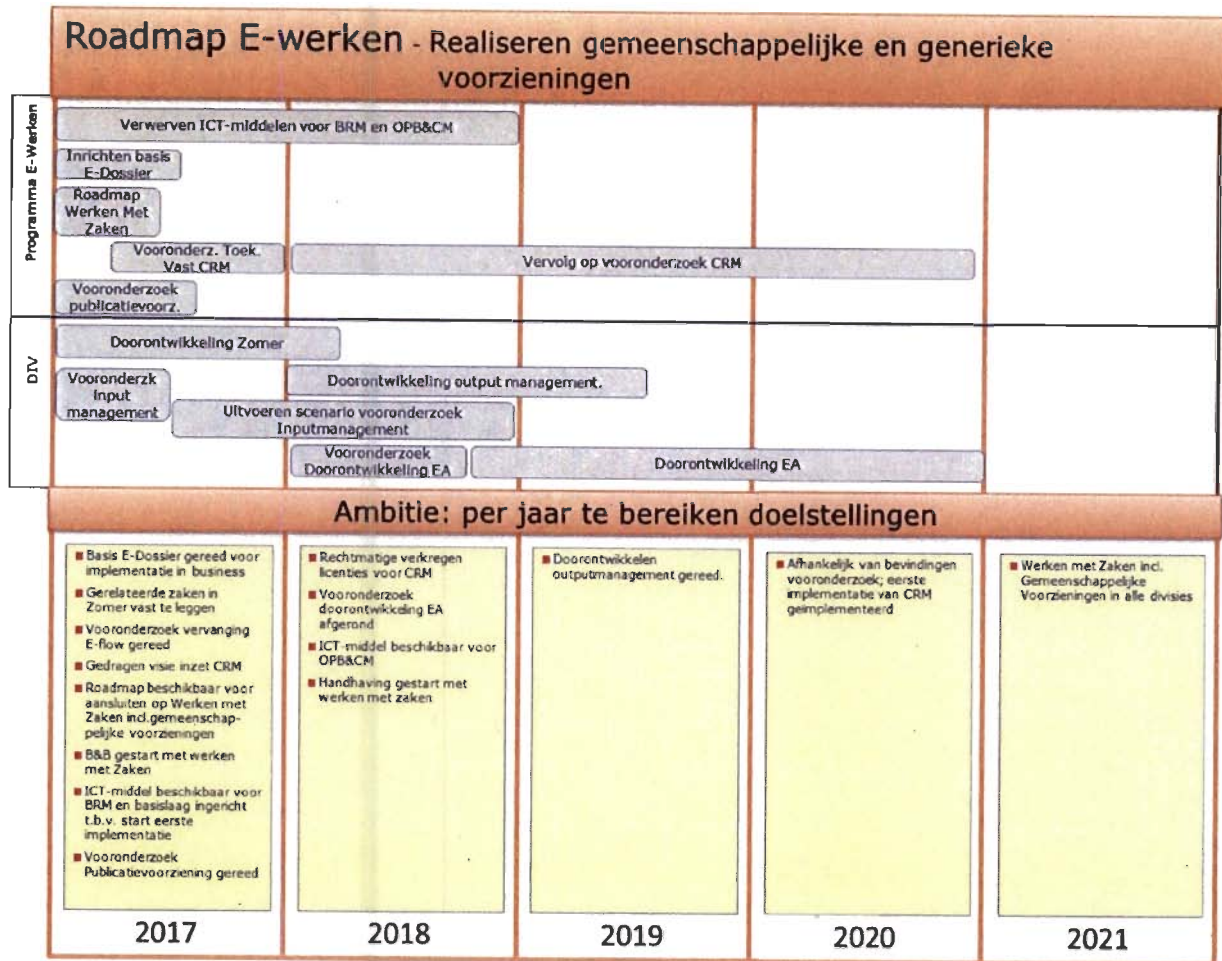 Roadmap E-werken - Realiseren gemeenschappelijke en generieke
voorzieningen
Programma E-Werken
Verwerven ICT-middelen voor BRM en OPB&CM
Inrichten basis
E-Dossier
Roadmap
Werken Met
Zaken
Vooronderz. Toek.
Vast CRM
Vervolg op vooronderzoek CRM
Vooronderzoek
publicatievoorz.
DIV
Doorontwikkeling Zomer
Vooronderzk
input
management
Doorontwikkeling output management.
Uitvoeren scenario vooronderzoek
Inputmanagement
Vooronderzoek
Doorontwikkeling EA
Doorontwikkeling EA
Ambitie: per jaar te bereiken doelstellingen
■ Basis E-Dossier gereed voor
implementatie in business
■ Gerelateerde zaken in
Zomer vast te leggen
■ Vooronderzoek vervanging
E-flow gereed
■ Gedragen visie inzet CRM
■ Roadmap beschikbaar voor
aansluiten op Werken met
Zaken incl.gemeenschap-
pelijke voorzieningen
■ B&B gestart met werken
met Zaken
■ ICT-middel beschikbaar voor
BRM en basislaag ingericht
t.b.v. start eerste
implementatie
■ Vooronderzoek
Publicatievoorziening gereed
■ Rechtmatige verkregen
licenties voor CRM
■ Vooronderzoek
doorontwikkeling EA
afgerond
■ ICT-middel beschikbaar voor
OPB&CM
■ Handhaving gestart met
werken met zaken
■ Doorontwikkelen
outputmanagement gereed.
■ Afhankelijk van bevindingen
vooronderzoek; eerste
implementatie van CRM
geimplementeerd
■ Werken met Zaken incl.
Gemeenschappelijke
Voorzieningen in alle divisies
2017
2018
2019
2020
2021